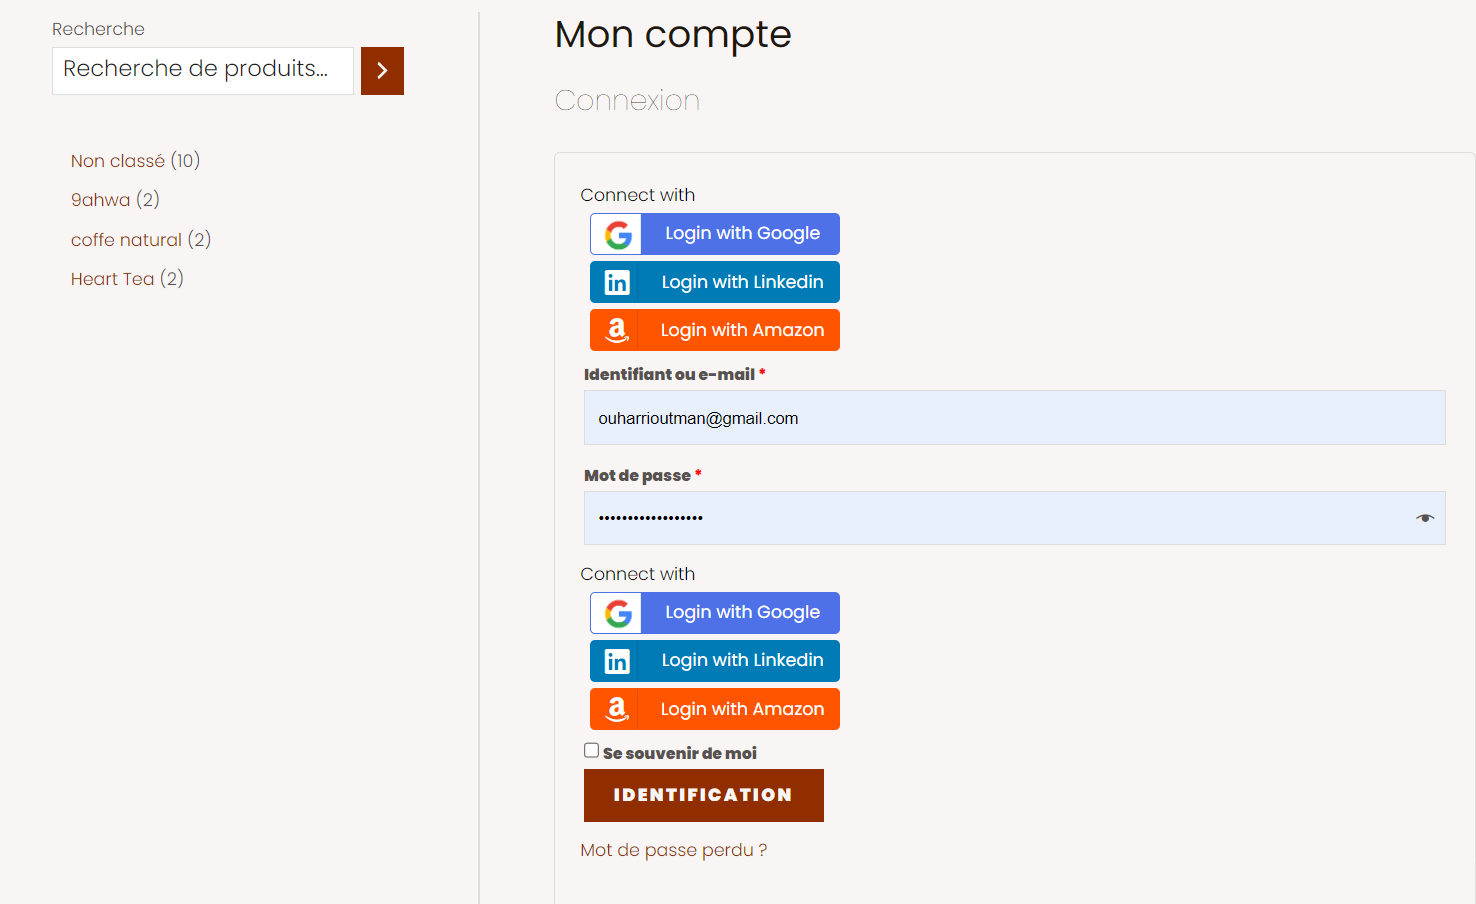 Recherche
Recherche de produits...
Non classé (10)
9ahwa (2)
coffe natural (2)
Heart Tea (2)
Mon compte
Connexion
Connect with
Login with Google
Login with Linkedin
Login with Amazon
Identifiant ou e-mail *
ouharrioutman@gmail.com
Mot de passe *
••••••••••••••••••
Connect with
Login with Google
Login with Linkedin
Login with Amazon
Se souvenir de moi
IDENTIFICATION
Mot de passe perdu ?